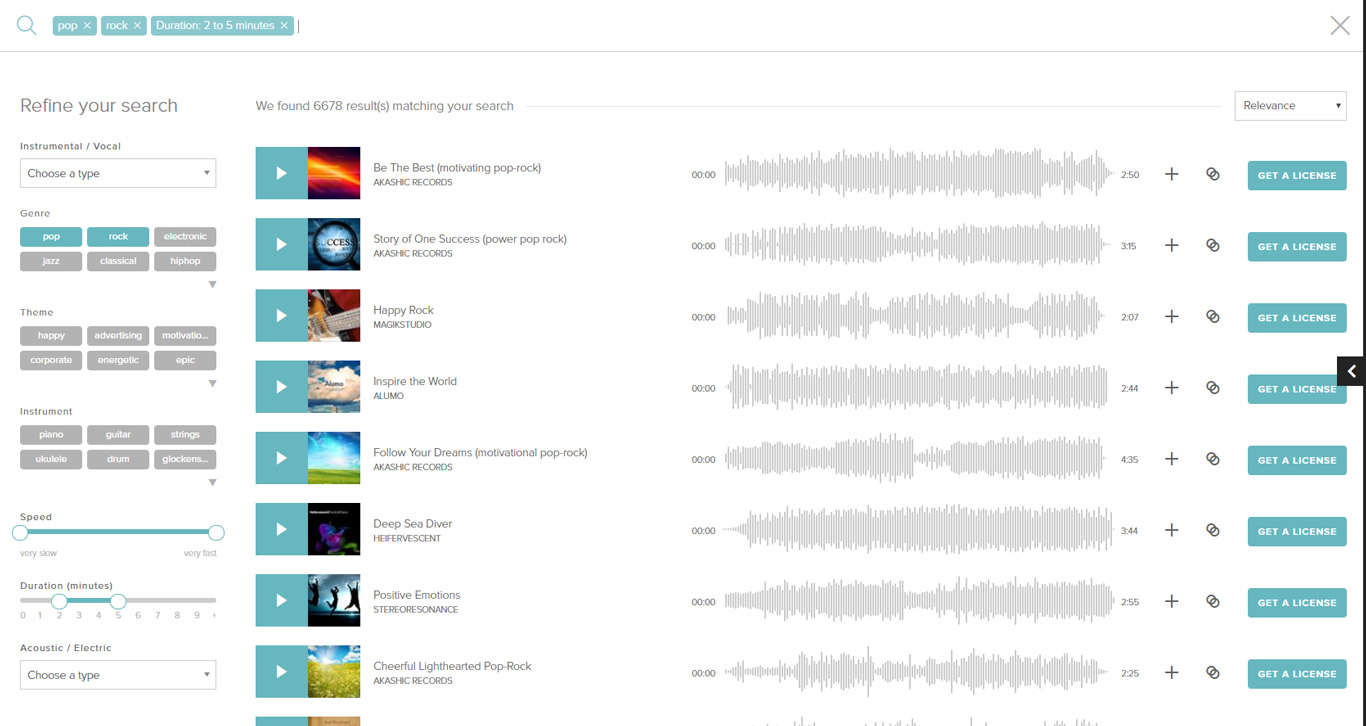 pop × rock × Duration: 2 to 5 minutes ×
Refine your search
We found 6678 result(s) matching your search
Relevance
Instrumental / Vocal
Choose a type
Genre
pop rock electronic
jazz classical hiphop
Theme
happy advertising motivatio...
corporate energetic epic
Instrument
piano guitar strings
ukulele drum glockens...
Speed
very slow very fast
Duration (minutes)
0 1 2 3 4 5 6 7 8 9 +
Acoustic / Electric
Choose a type
Be The Best (motivating pop-rock)
AKASHIC RECORDS
00:00 2:50 GET A LICENSE
SUCCESS
Story of One Success (power pop rock)
AKASHIC RECORDS
00:00 3:15 GET A LICENSE
Happy Rock
MAGIKSTUDIO
00:00 2:07 GET A LICENSE
Alumo
Inspire the World
ALUMO
00:00 2:44 GET A LICENSE
Follow Your Dreams (motivational pop-rock)
AKASHIC RECORDS
00:00 4:35 GET A LICENSE
Deep Sea Diver
HEIFERVESCENT
00:00 3:44 GET A LICENSE
Positive Emotions
STEREORESONANCE
00:00 2:55 GET A LICENSE
Cheerful Lighthearted Pop-Rock
AKASHIC RECORDS
00:00 2:25 GET A LICENSE